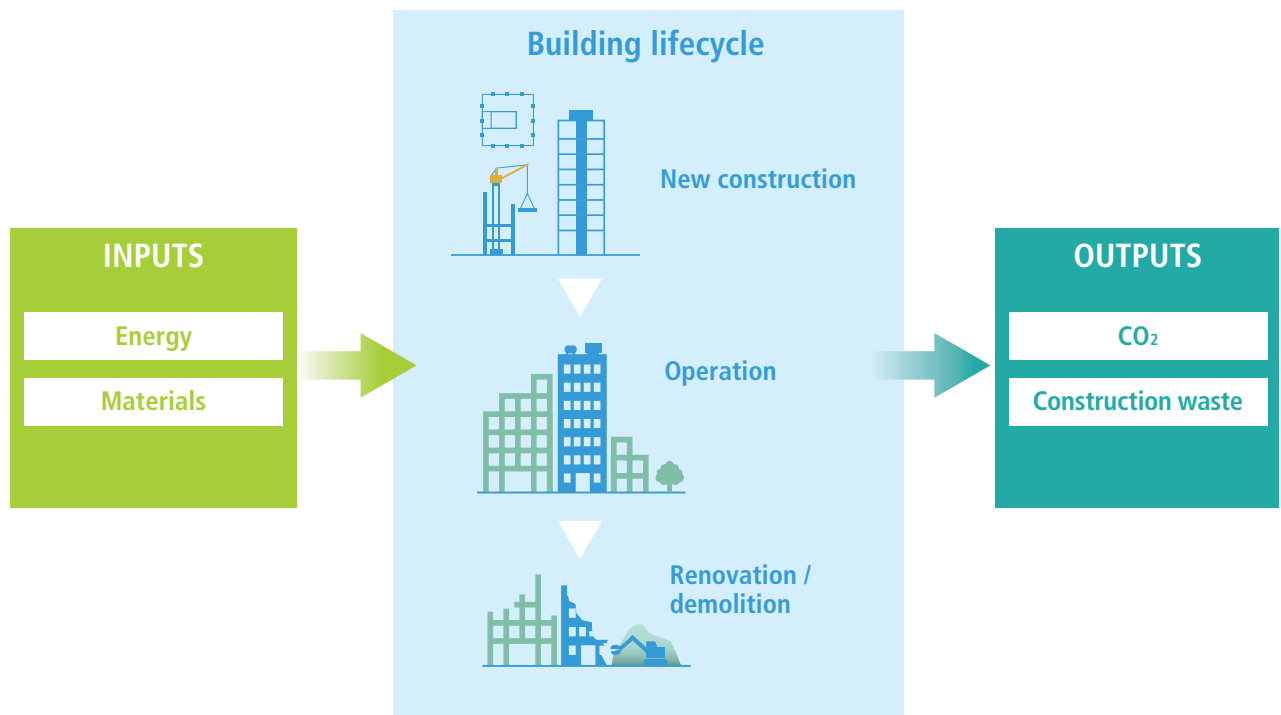 Building lifecycle
New construction
INPUTS
Energy
Materials
Operation
OUTPUTS
CO₂
Construction waste
Renovation /
demolition